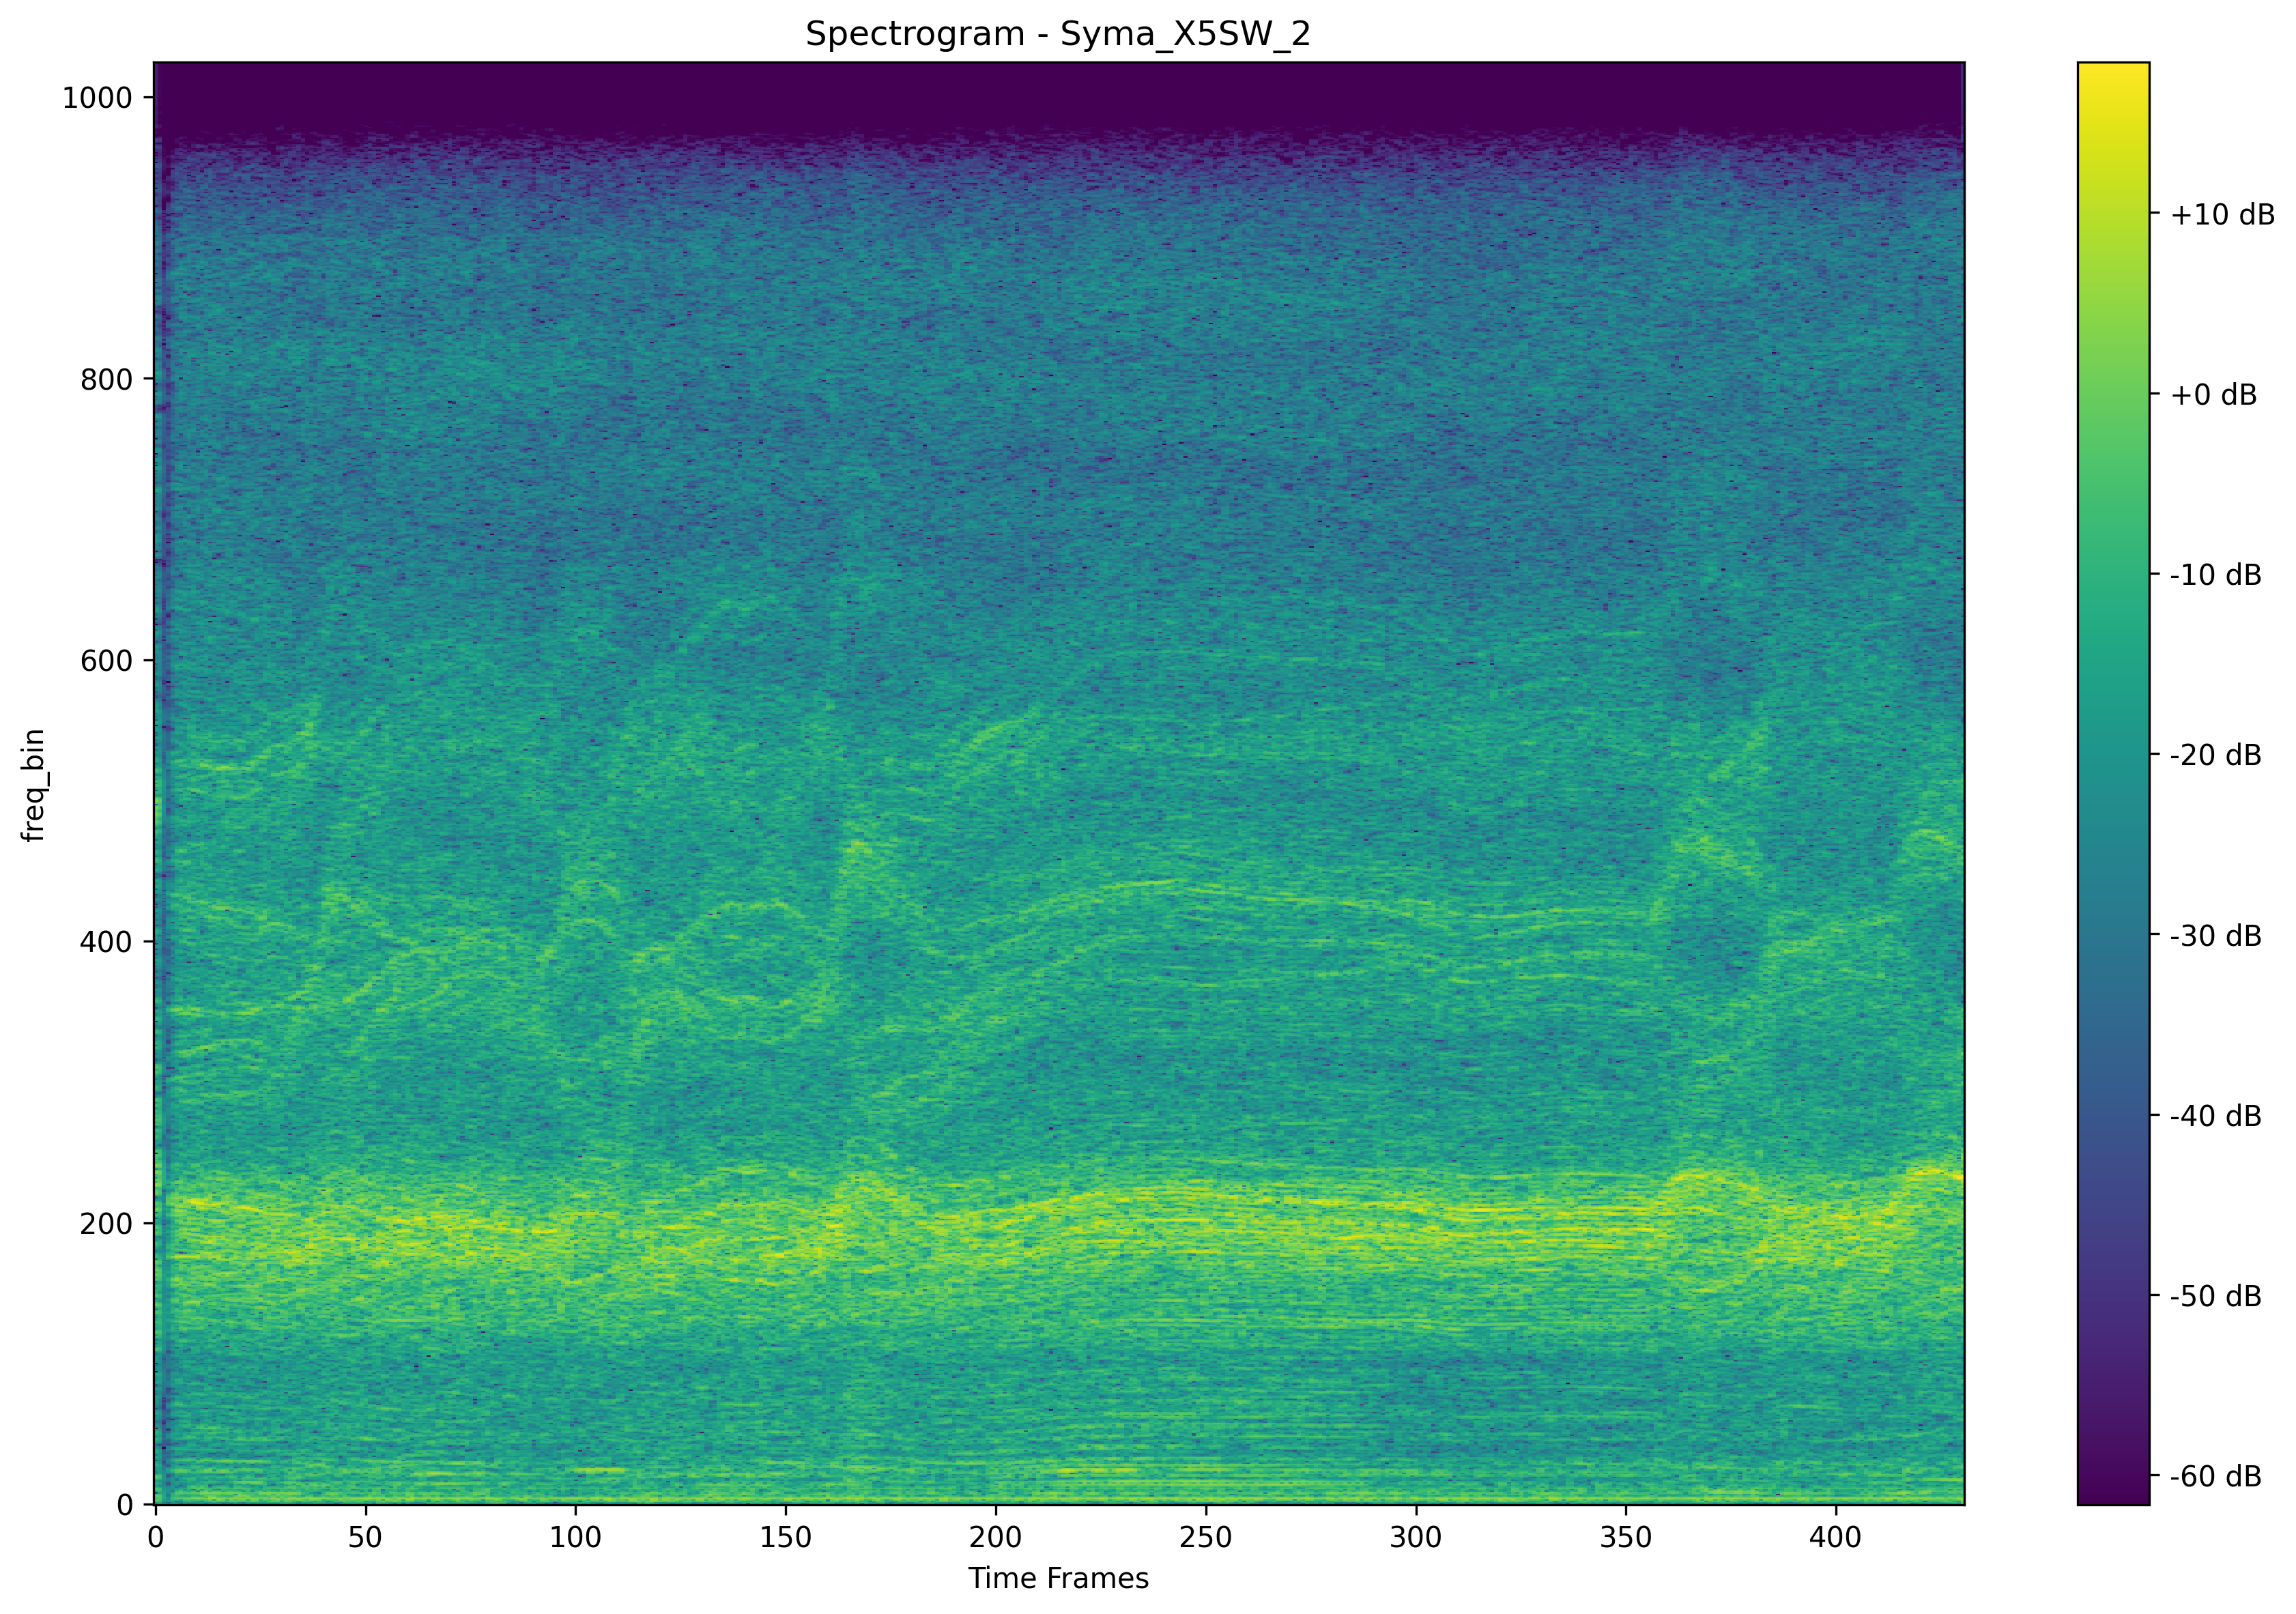 Spectrogram - Syma_X5SW_2
1000
800
600
400
200
0
freq_bin
0 50 100 150 200 250 300 350 400
Time Frames
+10 dB
+0 dB
-10 dB
-20 dB
-30 dB
-40 dB
-50 dB
-60 dB